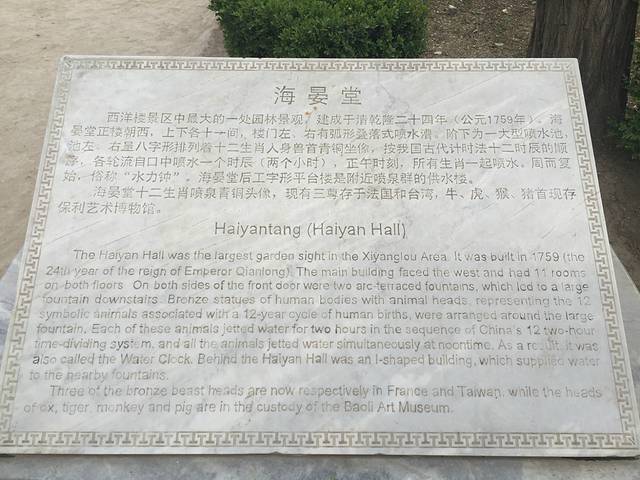 海晏堂
西洋楼景区中最大的一处园林景观，建成于清乾隆二十四年（公元1759年）。海
晏堂正楼朝西，上下各十一间，楼门左、右有弧形叠落式喷水漕。阶下为一大型喷水池，
池左、右呈八字形排列着十二生肖人身兽首青铜坐像，按我国古代计时法十二时辰的顺
序，各轮流自口中喷水一个时辰（两个小时），正午时刻，所有生肖一起喷水。周而复
始，俗称“水力钟”。海晏堂后工字形平台楼是附近喷泉群的供水楼。
海晏堂十二生肖喷泉青铜头像，现有三尊存于法国和台湾，牛、虎、猴、猪首现存
保利艺术博物馆。
Haiyantang (Haiyan Hall)
The Haiyan Hall was the largest garden sight in the Xiyanglou Area. It was built in 1759 (the
24th year of the reign of Emperor Qianlong). The main building faced the west and had 11 rooms
on both floors. On both sides of the front door were two arc-terraced fountains, which led to a large
fountain downstairs. Bronze statues of human bodies with animal heads, representing the 12
symbolic animals associated with a 12-year cycle of human births, were arranged around the large
fountain. Each of these animals jetted water for two hours in the sequence of China's 12 two-hour
time-dividing system, and all the animals jetted water simultaneously at noontime. As a result, it was
also called the Water Clock. Behind the Haiyan Hall was an I-shaped building, which supplied water
to the nearby fountains.
Three of the bronze beast heads are now respectively in France and Taiwan, while the heads
of ox, tiger, monkey and pig are in the custody of the Baoli Art Museum.